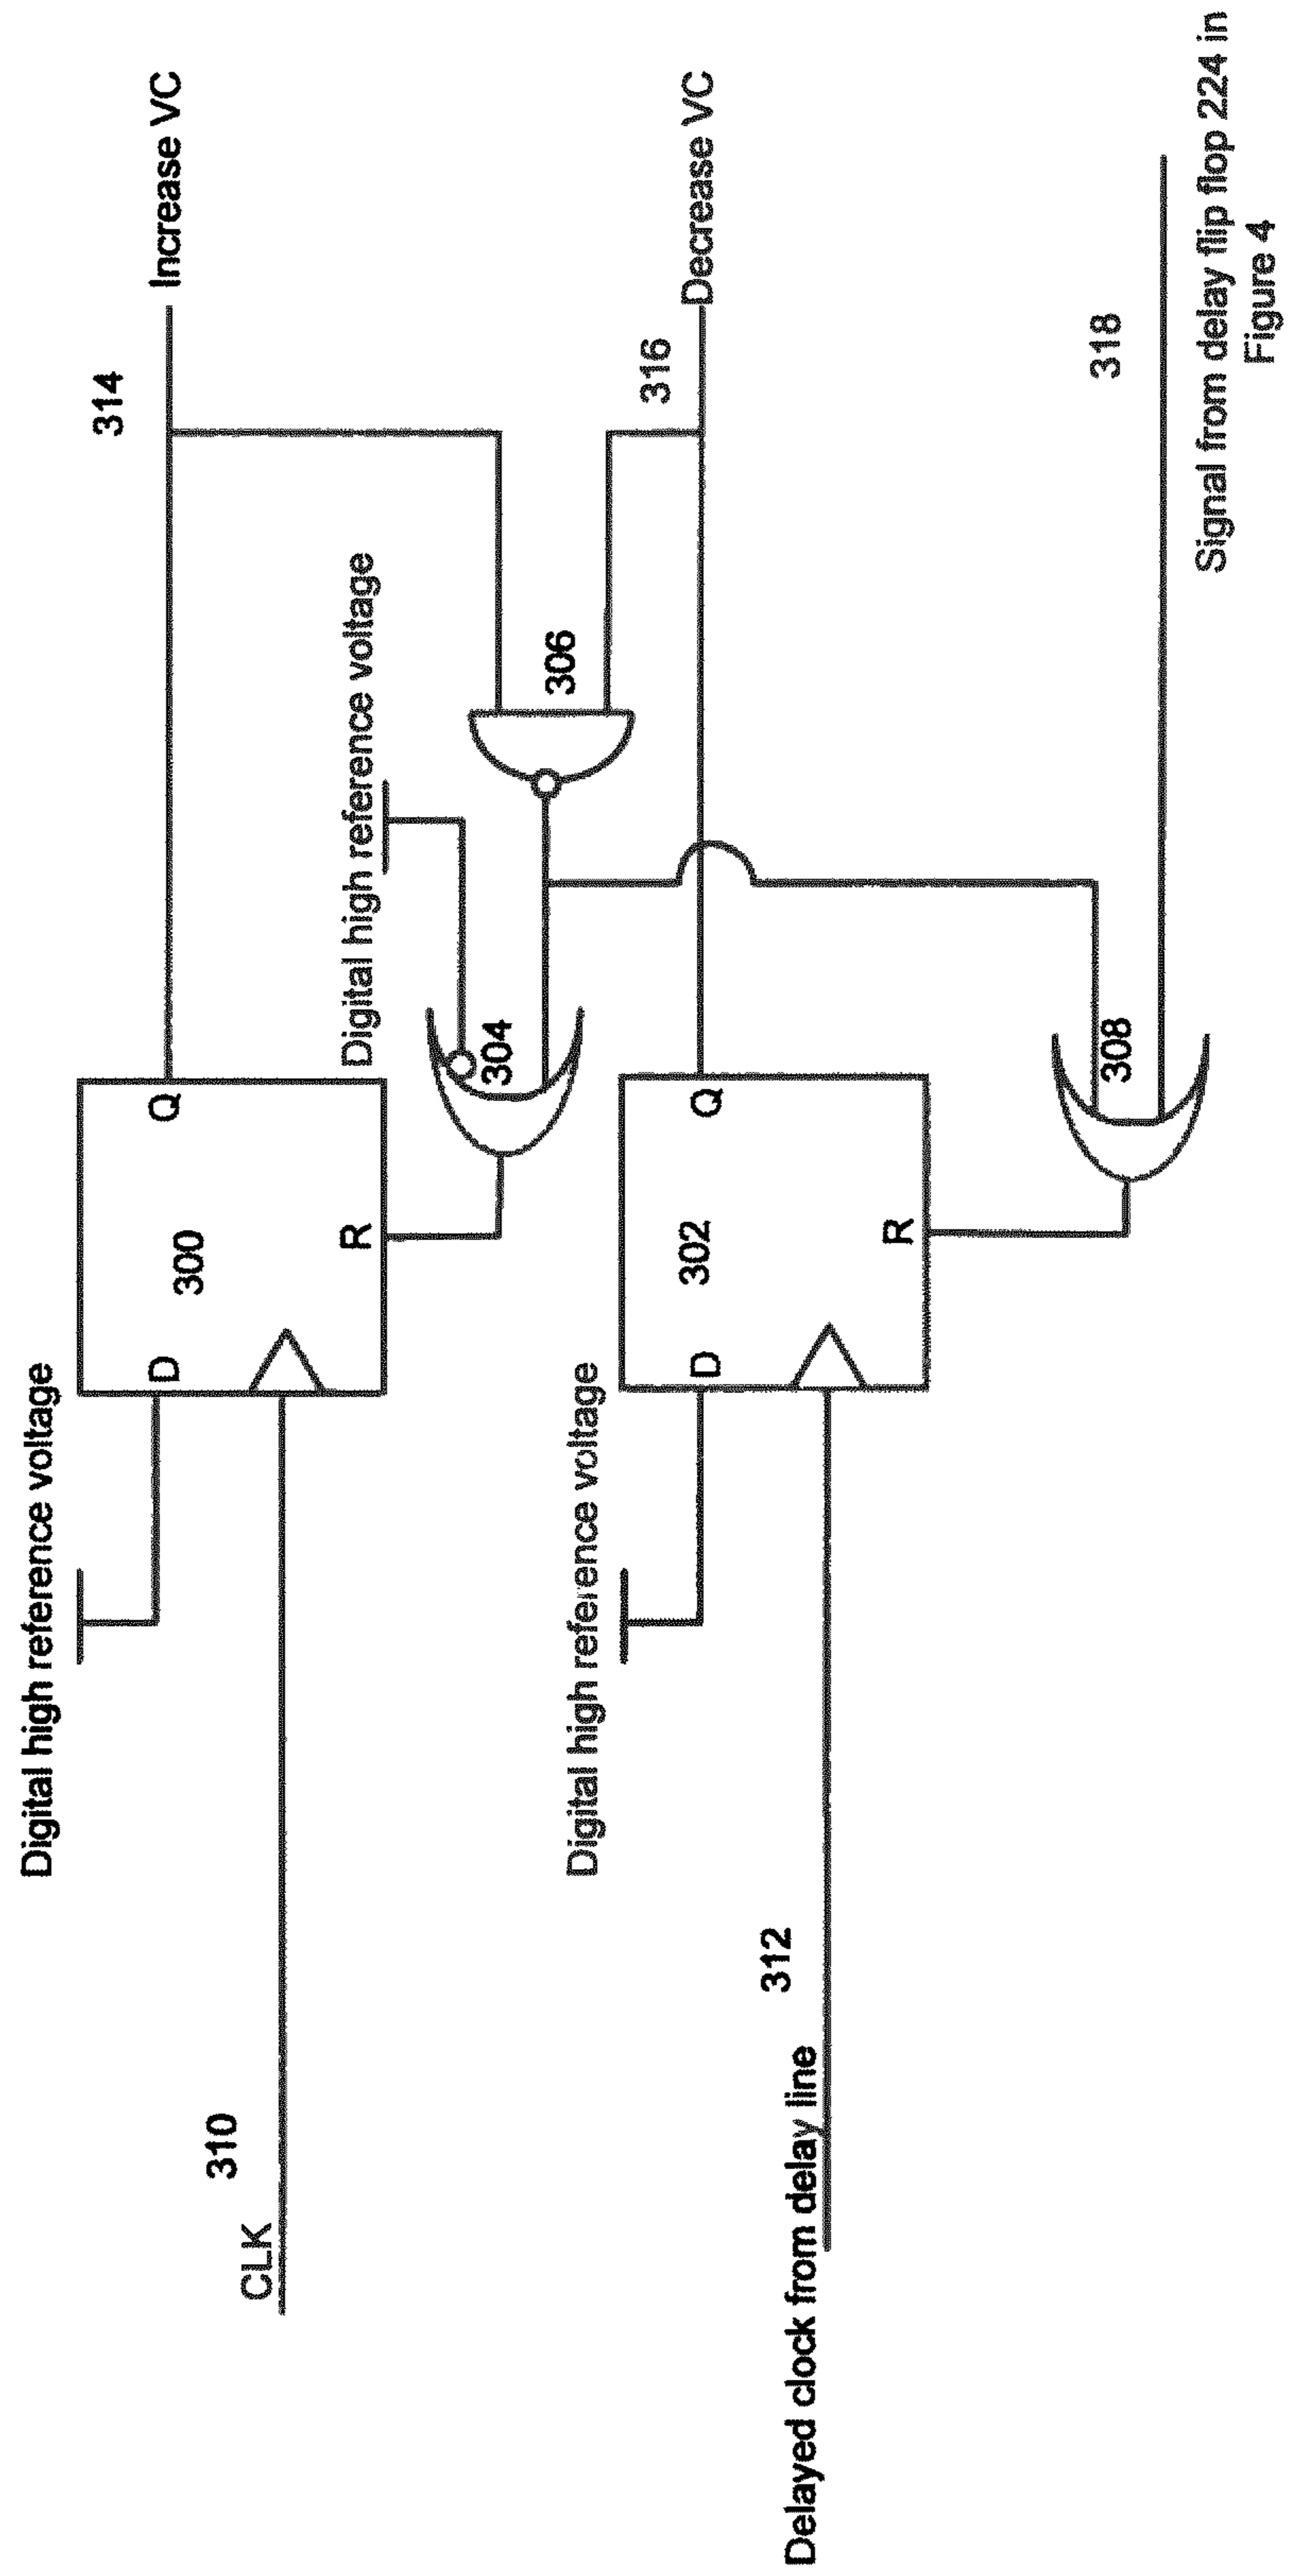 Digital high reference voltage
314
Increase VC
D
Q
300
310
CLK
R
Digital high reference voltage
304
306
Digital high reference voltage
316
Decrease VC
D
Q
302
312
Delayed clock from delay line
R
308
318
Signal from delay flip flop 224 in
Figure 4